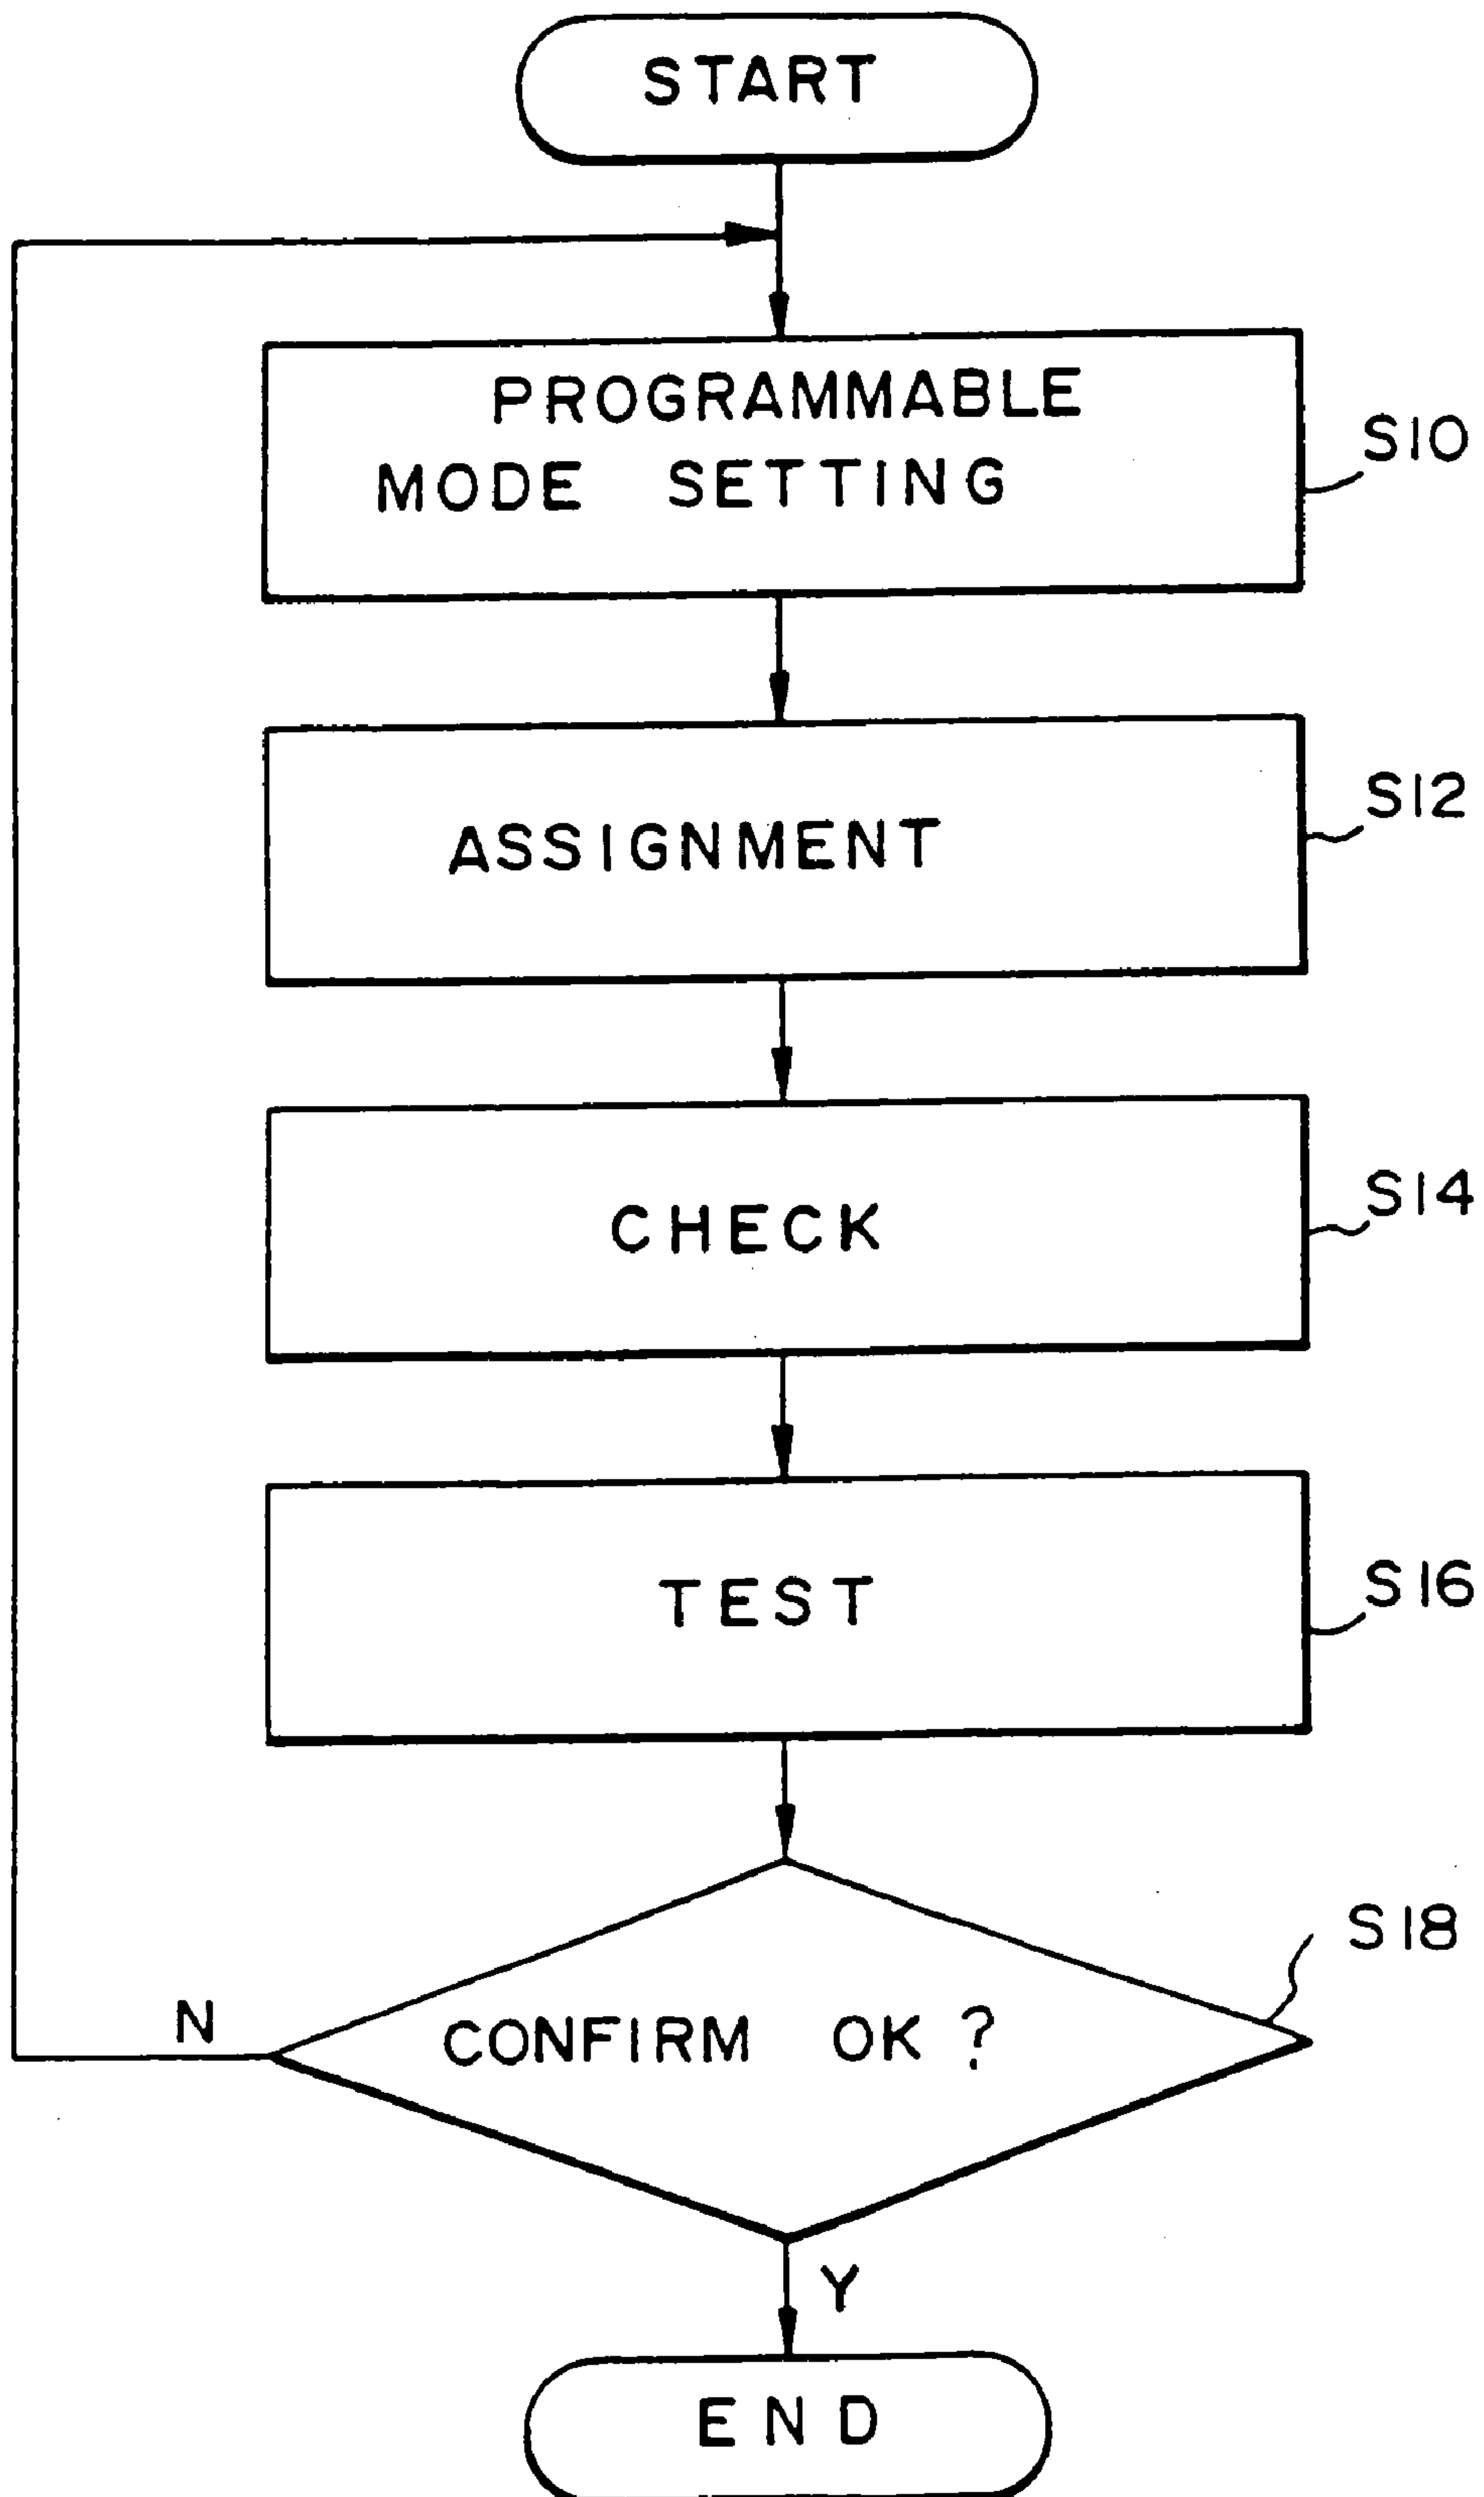 START
PROGRAMMABLE
MODE SETTING
S10
ASSIGNMENT
S12
CHECK
S14
TEST
S16
S18
N
CONFIRM OK ?
Y
END